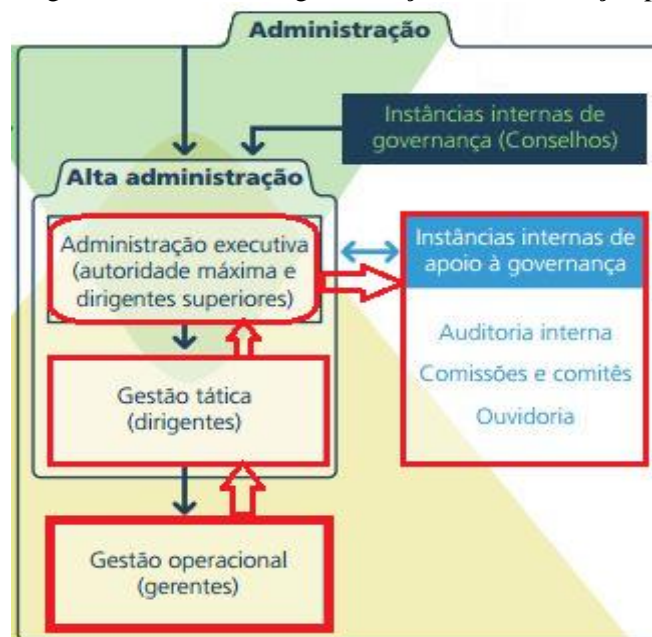 Administração
Instâncias internas de
governança (Conselhos)
Alta administração
Administração executiva
(autoridade máxima e
dirigentes superiores)
Instâncias internas de
apoio à governança
Auditoria interna
Comissões e comitês
Ouvidoria
Gestão tática
(dirigentes)
Gestão operacional
(gerentes)